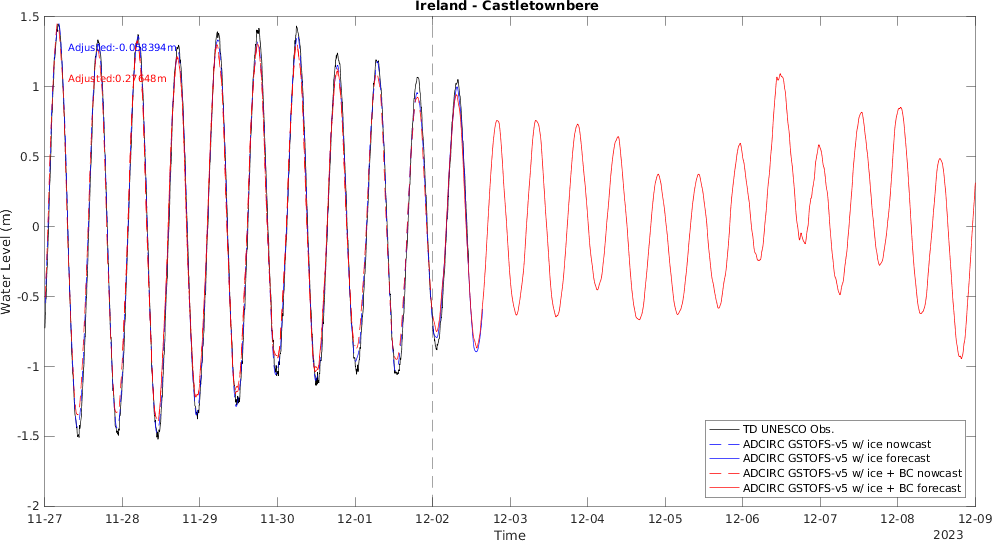 Ireland - Castletownbere
Adjusted:-0.058394m
Adjusted:0.27648m
Water Level (m)
1.5
1
0.5
0
-0.5
-1
-1.5
-2
TD UNESCO Obs.
ADCIRC GSTOFS-v5 w/ ice nowcast
ADCIRC GSTOFS-v5 w/ ice forecast
ADCIRC GSTOFS-v5 w/ ice + BC nowcast
ADCIRC GSTOFS-v5 w/ ice + BC forecast
11-27 11-28 11-29 11-30 12-01 12-02 12-03 12-04 12-05 12-06 12-07 12-08 12-09
Time
2023